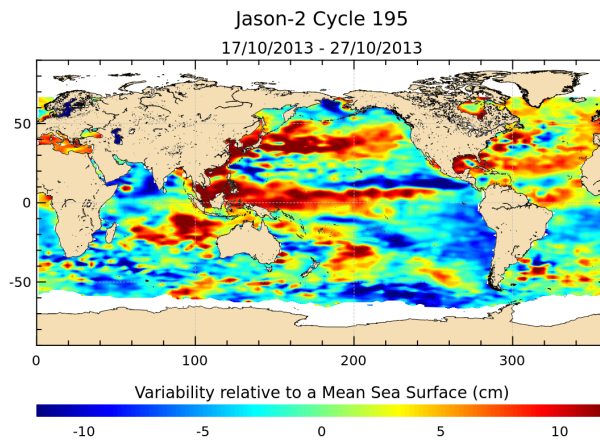 Jason-2 Cycle 195
17/10/2013 - 27/10/2013
50
0
-50
0 100 200 300
Variability relative to a Mean Sea Surface (cm)
-10 -5 0 5 10